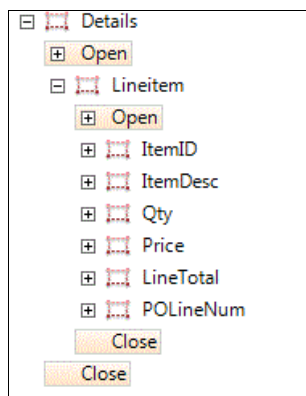 Details
Open
Lineitem
Open
ItemID
ItemDesc
Qty
Price
LineTotal
POLineNum
Close
Close